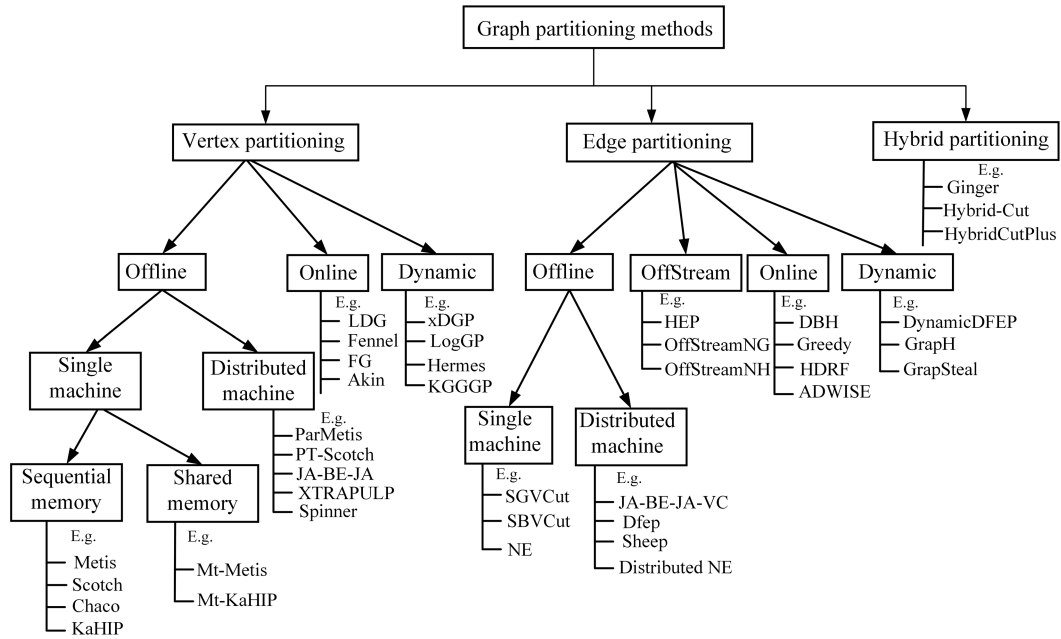 Graph partitioning methods
Vertex partitioning
Edge partitioning
Hybrid partitioning
E.g.
Ginger
Hybrid-Cut
HybridCutPlus
Offline
Online
Dynamic
Offline
OffStream
Online
Dynamic
E.g.
LDG
Fennel
FG
Akin
E.g.
xDGP
LogGP
Hermes
KGGGP
E.g.
HEP
OffStreamNG
OffStreamNH
E.g.
DBH
Greedy
HDRF
ADWISE
E.g.
DynamicDFEP
GrapH
GrapSteal
Single
machine
Distributed
machine
E.g.
ParMetis
PT-Scotch
JA-BE-JA
XTRAPULP
Spinner
Single
machine
Distributed
machine
E.g.
SGVCut
SBVCut
NE
E.g.
JA-BE-JA-VC
Dfep
Sheep
Distributed NE
Sequential
memory
Shared
memory
E.g.
Metis
Scotch
Chaco
KaHIP
E.g.
Mt-Metis
Mt-KaHIP